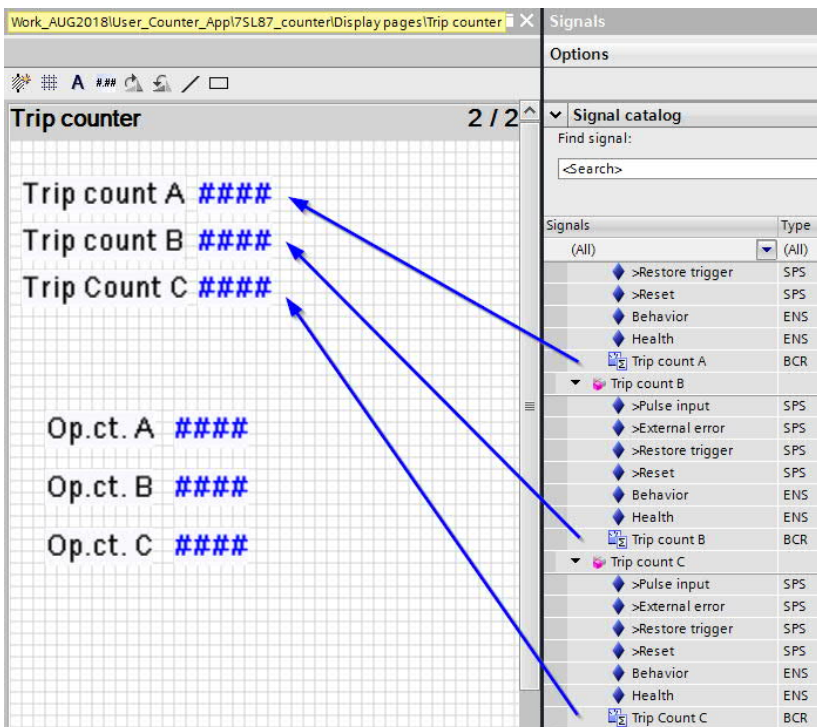 Work_AUG2018\User_Counter_App\7SL87_counter\Display pages\Trip counter
Trip counter 2 / 2
Trip count A ####
Trip count B ####
Trip Count C ####
Op.ct. A ####
Op.ct. B ####
Op.ct. C ####
Signals
Options
Signal catalog
Find signal:
<Search>
Signals Type
(All) (All)
>Restore trigger SPS
>Reset SPS
Behavior ENS
Health ENS
Trip count A BCR
Trip count B
>Pulse input SPS
>External error SPS
>Restore trigger SPS
>Reset SPS
Behavior ENS
Health ENS
Trip count B BCR
Trip count C
>Pulse input SPS
>External error SPS
>Restore trigger SPS
>Reset SPS
Behavior ENS
Health ENS
Trip Count C BCR